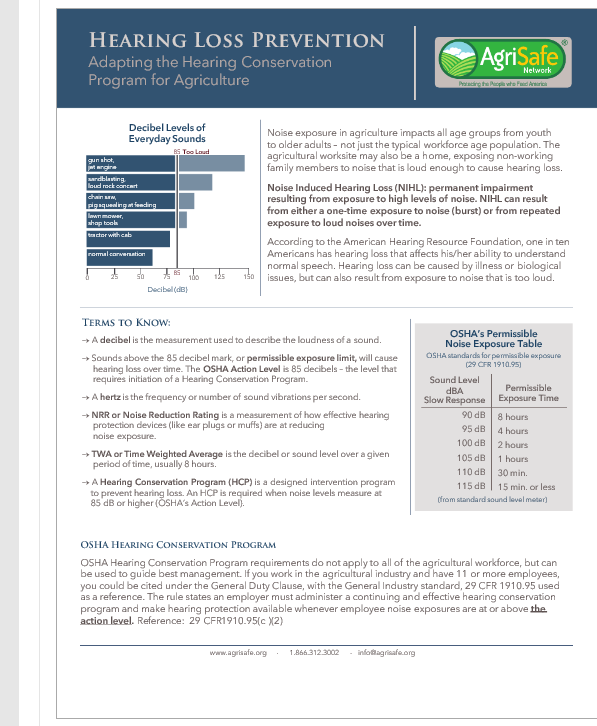 HEARING LOSS PREVENTION
Adapting the Hearing Conservation
Program for Agriculture
AgriSafe®
Network
Protecting the People who Feed America
Decibel Levels of
Everyday Sounds
85 Too Loud
gun shot,
jet engine
sandblasting,
loud rock concert
chain saw,
pig squealing at feeding
lawn mower,
shop tools
tractor with cab
normal conversation
0 25 50 75 85 100 125 150
Decibel (dB)
Noise exposure in agriculture impacts all age groups from youth
to older adults – not just the typical workforce age population. The
agricultural worksite may also be a home, exposing non-working
family members to noise that is loud enough to cause hearing loss.
Noise Induced Hearing Loss (NIHL): permanent impairment
resulting from exposure to high levels of noise. NIHL can result
from either a one-time exposure to noise (burst) or from repeated
exposure to loud noises over time.
According to the American Hearing Resource Foundation, one in ten
Americans has hearing loss that affects his/her ability to understand
normal speech. Hearing loss can be caused by illness or biological
issues, but can also result from exposure to noise that is too loud.
TERMS TO KNOW:
→ A decibel is the measurement used to describe the loudness of a sound.
→ Sounds above the 85 decibel mark, or permissible exposure limit, will cause
hearing loss over time. The OSHA Action Level is 85 decibels – the level that
requires initiation of a Hearing Conservation Program.
→ A hertz is the frequency or number of sound vibrations per second.
→ NRR or Noise Reduction Rating is a measurement of how effective hearing
protection devices (like ear plugs or muffs) are at reducing
noise exposure.
→ TWA or Time Weighted Average is the decibel or sound level over a given
period of time, usually 8 hours.
→ A Hearing Conservation Program (HCP) is a designed intervention program
to prevent hearing loss. An HCP is required when noise levels measure at
85 dB or higher (OSHA's Action Level).
OSHA's Permissible
Noise Exposure Table
OSHA standards for permissible exposure
(29 CFR 1910.95)
Sound Level
dBA
Slow Response
Permissible
Exposure Time
90 dB 8 hours
95 dB 4 hours
100 dB 2 hours
105 dB 1 hours
110 dB 30 min.
115 dB 15 min. or less
(from standard sound level meter)
OSHA HEARING CONSERVATION PROGRAM
OSHA Hearing Conservation Program requirements do not apply to all of the agricultural workforce, but can
be used to guide best management. If you work in the agricultural industry and have 11 or more employees,
you could be cited under the General Duty Clause, with the General Industry standard, 29 CFR 1910.95 used
as a reference. The rule states an employer must administer a continuing and effective hearing conservation
program and make hearing protection available whenever employee noise exposures are at or above the
action level. Reference: 29 CFR1910.95(c )(2)
www.agrisafe.org · 1.866.312.3002 · info@agrisafe.org